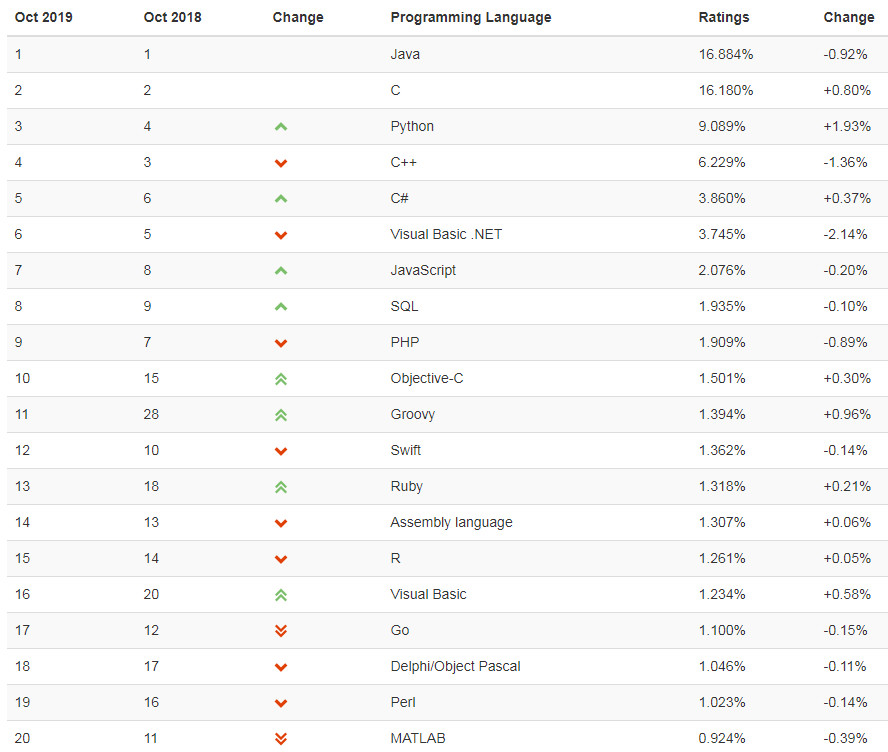 Oct 2019 Oct 2018 Change Programming Language Ratings Change
1 1 Java 16.884% -0.92%
2 2 C 16.180% +0.80%
3 4 Python 9.089% +1.93%
4 3 C++ 6.229% -1.36%
5 6 C# 3.860% +0.37%
6 5 Visual Basic .NET 3.745% -2.14%
7 8 JavaScript 2.076% -0.20%
8 9 SQL 1.935% -0.10%
9 7 PHP 1.909% -0.89%
10 15 Objective-C 1.501% +0.30%
11 28 Groovy 1.394% +0.96%
12 10 Swift 1.362% -0.14%
13 18 Ruby 1.318% +0.21%
14 13 Assembly language 1.307% +0.06%
15 14 R 1.261% +0.05%
16 20 Visual Basic 1.234% +0.58%
17 12 Go 1.100% -0.15%
18 17 Delphi/Object Pascal 1.046% -0.11%
19 16 Perl 1.023% -0.14%
20 11 MATLAB 0.924% -0.39%